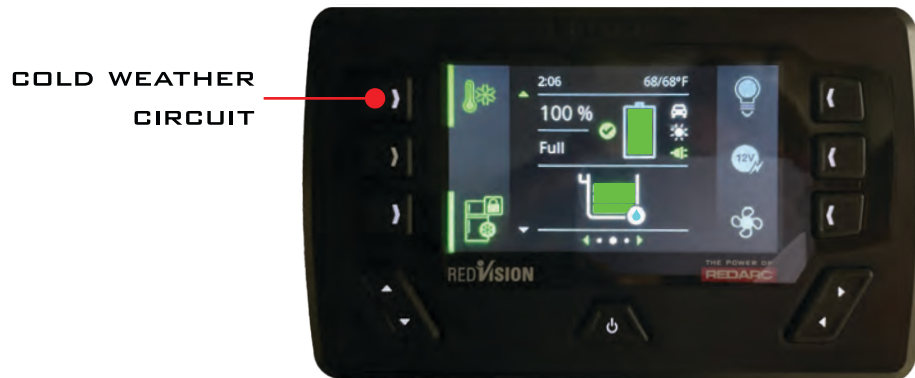 COLD WEATHER
CIRCUIT
2:06 68/68°F
100 %
Full
12V
REDVISION
THE POWER OF
REDARC